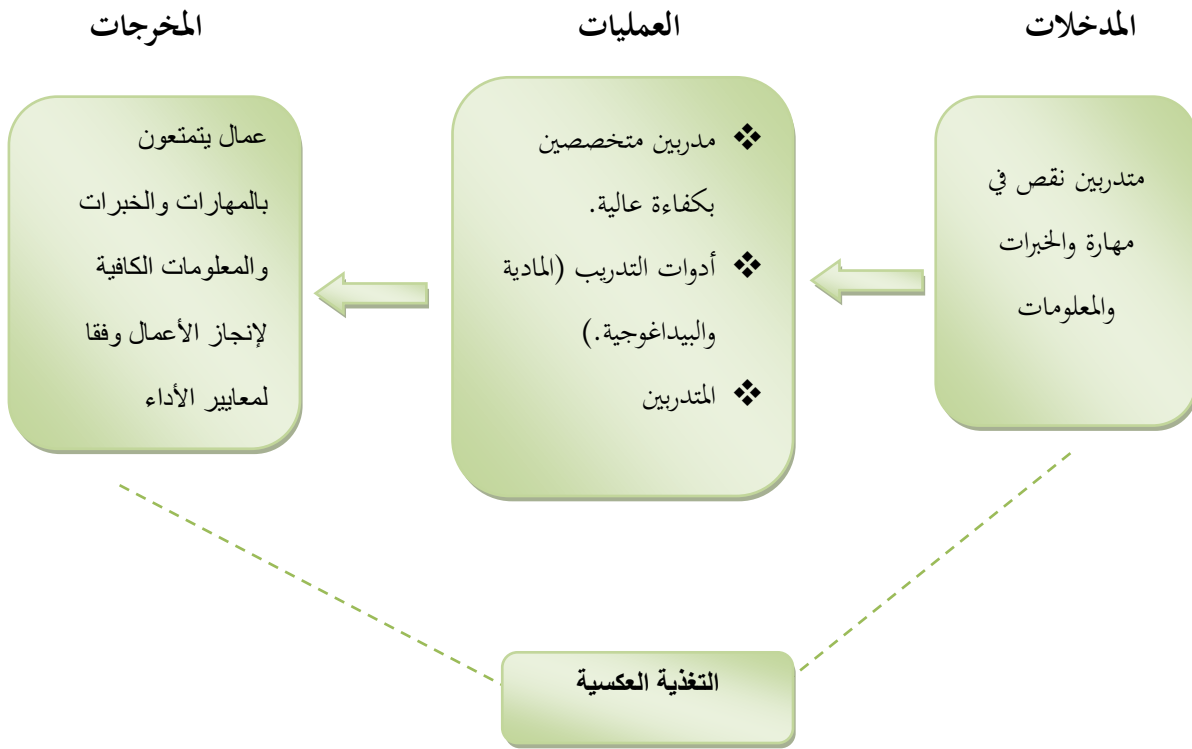 المدخلات
العمليات
المخرجات
متدربين نقص في
مهارة والخبرات
والمعلومات
❖ مدربين متخصصين
بكفاءة عالية.
❖ أدوات التدريب (المادية
والبيداغوجية.)
❖ المتدربين
عمال يتمتعون
بالمهارات والخبرات
والمعلومات الكافية
لإنجاز الأعمال وفقا
لمعايير الأداء
التغذية العكسية